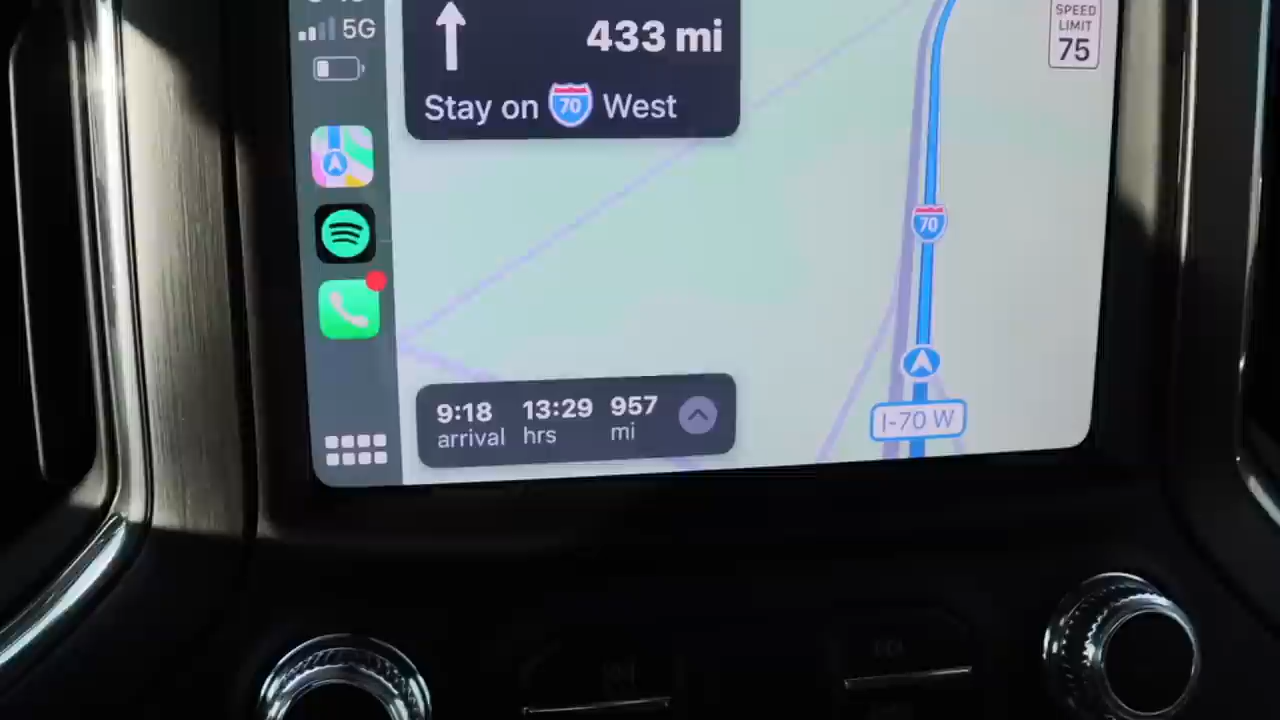 5G
433 mi
Stay on 70 West
SPEED
LIMIT
75
70
I-70 W
9:18 13:29 957
arrival hrs mi